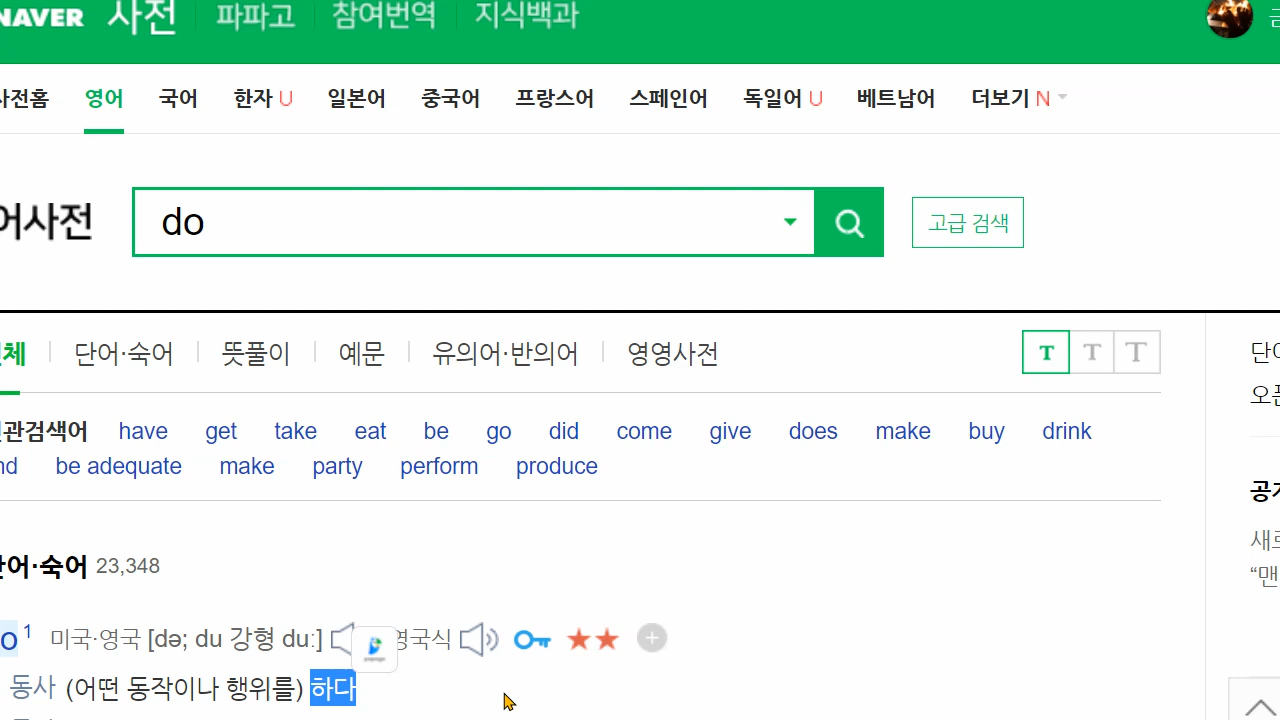 NAVER 사전 파파고 참여번역 지식백과
사전홈 영어 국어 한자 U 일본어 중국어 프랑스어 스페인어 독일어 U 베트남어 더보기 N
어사전 do 고급 검색
체 단어·숙어 뜻풀이 예문 유의어·반의어 영영사전 T T T
관검색어 have get take eat be go did come give does make buy drink
nd be adequate make party perform produce
어·숙어 23,348
o 1 미국·영국 [də; du 강형 du:] 영국식
동사 (어떤 동작이나 행위를) 하다
단어
공지
“맨